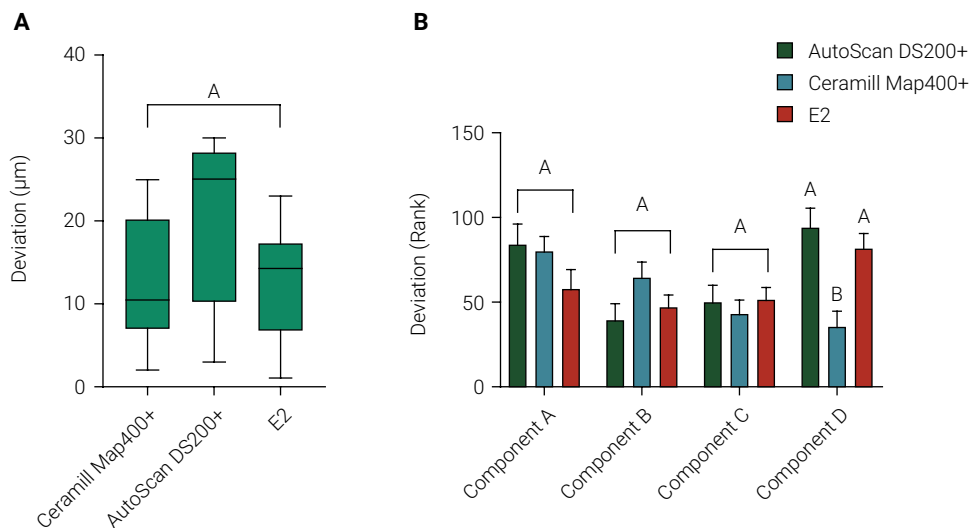 A
Deviation (µm)
40
30
20
10
0
A
Ceramill Map400+
AutoScan DS200+
E2
B
AutoScan DS200+
Ceramill Map400+
E2
Deviation (Rank)
150
100
50
0
A
A
A
A
B
A
Component A
Component B
Component C
Component D